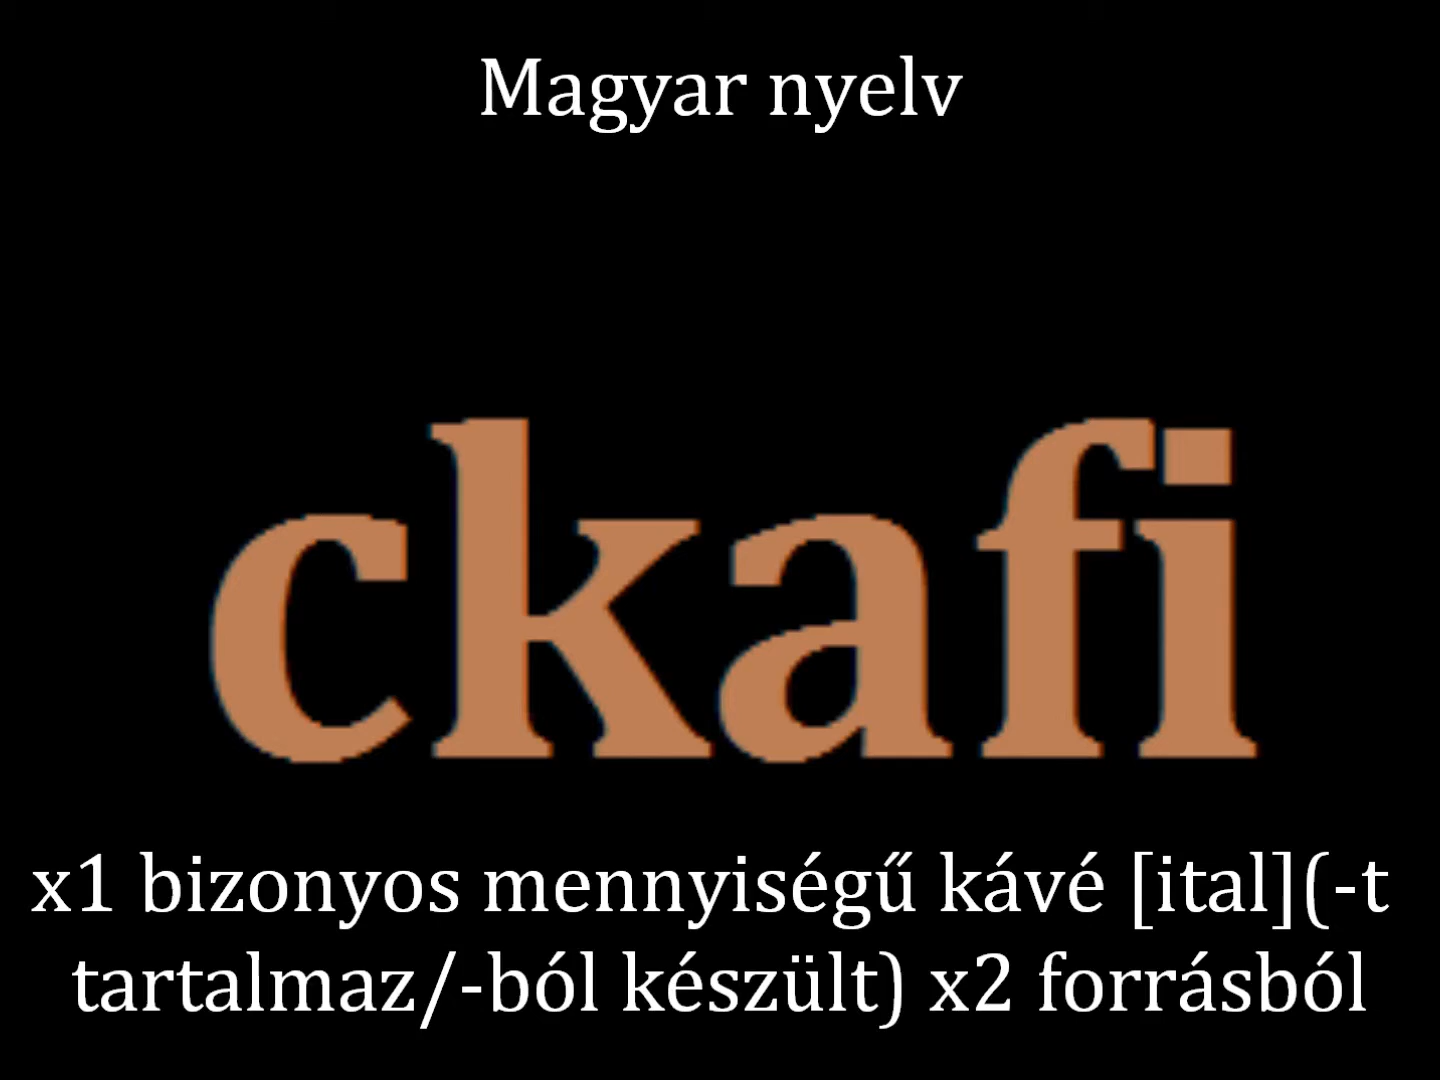 Magyar nyelv
ckafi
x1 bizonyos mennyiségű kávé [ital](-t
tartalmaz/-ból készült) x2 forrásból